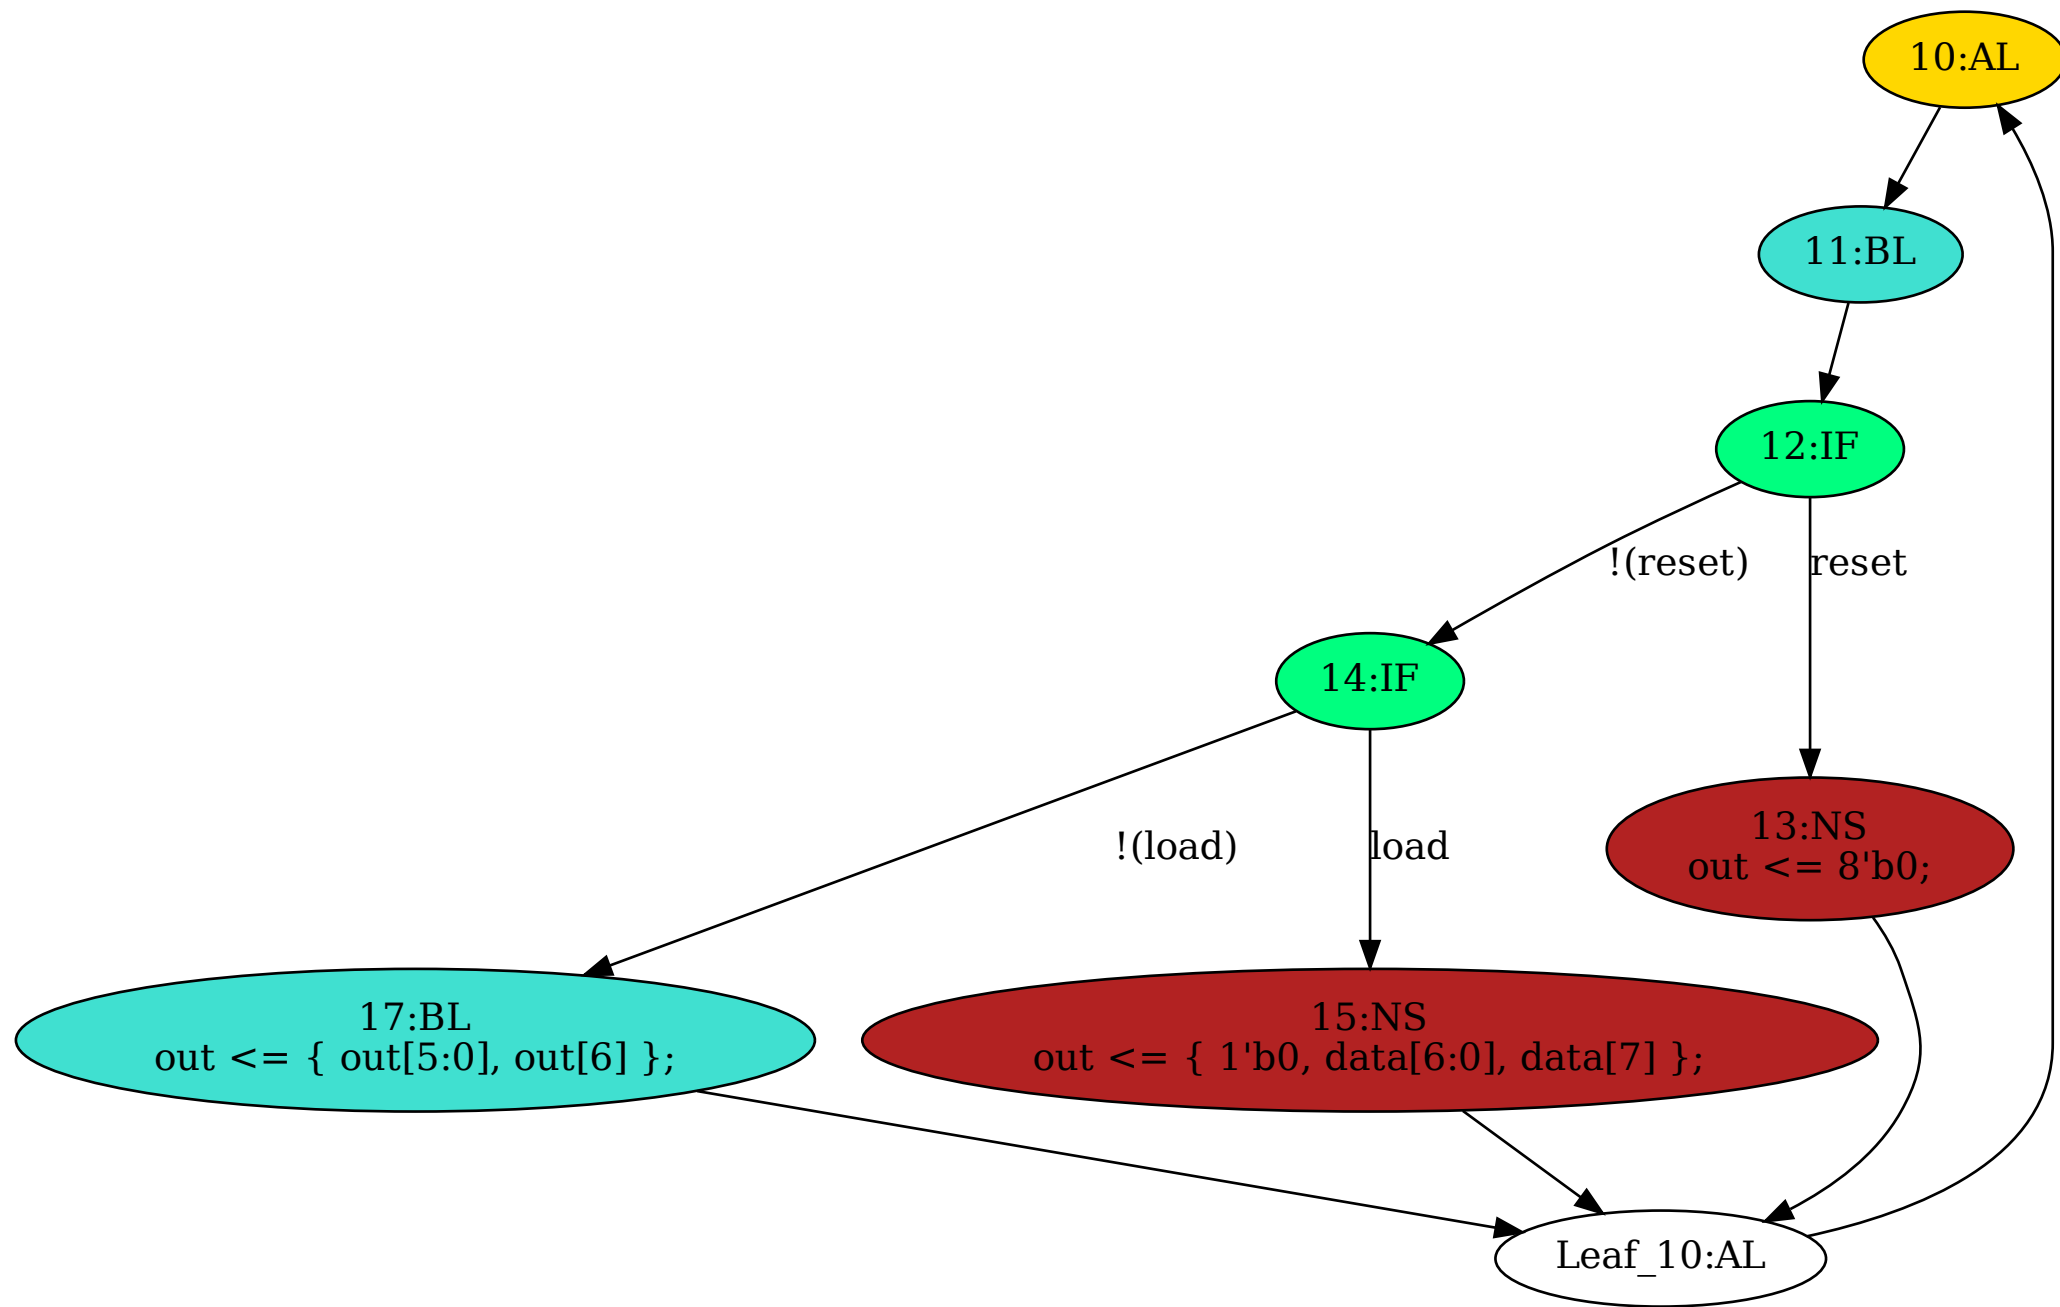 10:AL
11:BL
12:IF
!(reset)
reset
14:IF
13:NS
out <= 8'b0;
!(load)
load
17:BL
out <= { out[5:0], out[6] };
15:NS
out <= { 1'b0, data[6:0], data[7] };
Leaf_10:AL